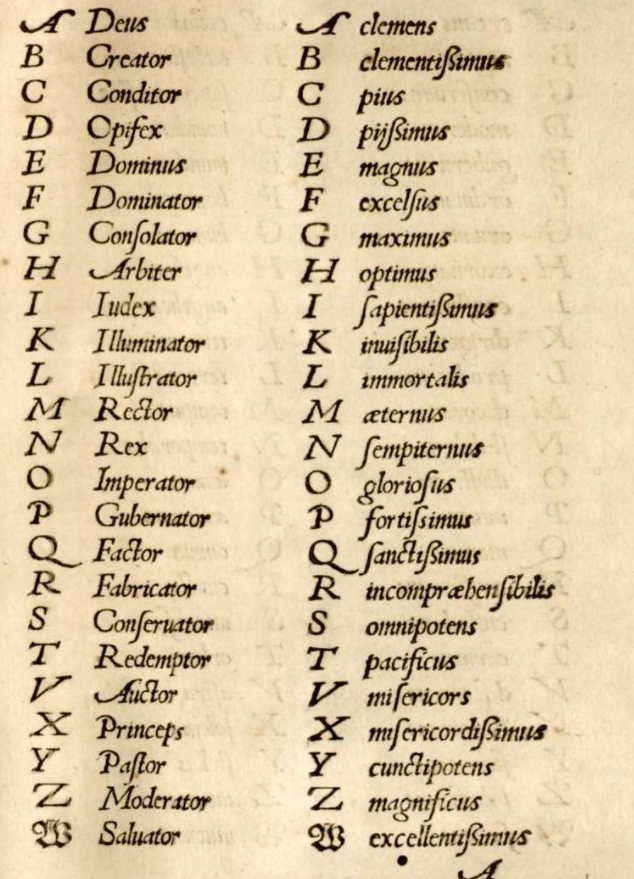 A Deus A clemens
B Creator B clementißimus
C Conditor C pius
D Opifex D pijßimus
E Dominus E magnus
F Dominator F excelſus
G Conſolator G maximus
H Arbiter H optimus
I Iudex I ſapientißimus
K Illuminator K inuiſibilis
L Illuſtrator L immortalis
M Rector M æternus
N Rex N ſempiternus
O Imperator O glorioſus
P Gubernator P fortiſsimus
Q Factor Q ſanctißimus
R Fabricator R incompræhenſibilis
S Conſeruator S omnipotens
T Redemptor T pacificus
V Auctor V miſericors
X Princeps X miſericordißimus
Y Paſtor Y cunctipotens
Z Moderator Z magnificus
W Saluator W excellentißimus
A